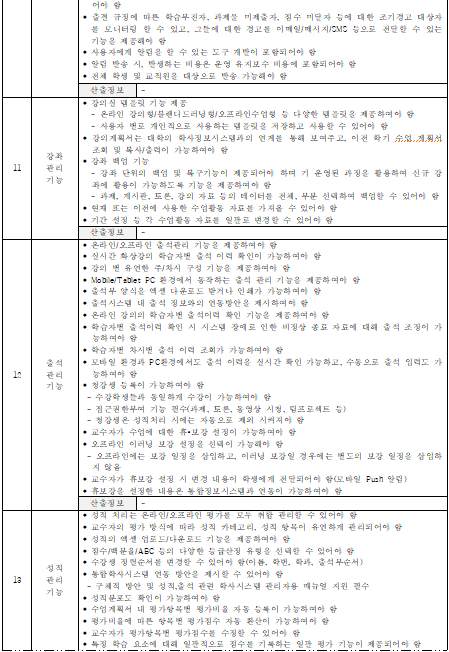 어야 함
• 출전 규정에 따른 학습부진자, 과제물 미제출자, 점수 미달자 등에 대한 조기경고 대상자
를 모니터링 할 수 있고, 그들에 대한 경고를 이메일/메시지/SMS 등으로 전달할 수 있는
기능을 제공해야 함
• 사용자에게 알림을 할 수 있는 도구 개발이 포함되어야 함
• 알림 발송 시, 발생하는 비용은 운영 유지보수 비용에 포함되어야 함
• 전체 학생 및 교직원을 대상으로 발송 가능해야 함
산출정보 -
11
강좌
관리
기능
• 강의실 템플릿 기능 제공
- 온라인 강의형/블렌디드러닝형/오프라인수업형 등 다양한 템플릿을 제공하여야 함
- 사용자 별로 개인적으로 사용하는 템플릿을 저장하고 사용할 수 있어야 함
• 강의계획서는 대학의 학사정보시스템과의 연계를 통해 보여주고, 이전 학기 수업계획서
조회 및 복사/출력이 가능하여야 함
• 강좌 백업 기능
- 강좌 단위의 백업 및 복구기능이 제공되어야 하며 기 운영된 과정을 활용하여 신규 강
좌에 활용이 가능하도록 기능을 제공하여야 함
- 과제, 게시판, 토론, 강의 자료 등의 데이터를 전체, 부분 선택하여 백업할 수 있어야 함
• 현재 또는 이전에 사용한 수업활동 자료를 가져올 수 있어야 함
• 기간 설정 등 각 수업활동 자료를 일괄로 변경할 수 있어야 함
산출정보 -
12
출석
관리
기능
• 온라인/오프라인 출석관리 기능을 제공하여야 함
• 실시간 화상강의의 학습자별 출석 이력 확인이 가능하여야 함
• 강의 별 유연한 주/차시 구성 기능을 제공하여야 함
• Mobile/Tablet PC 환경에서 동작하는 출석 관리 기능을 제공하여야 함
• 출석부 양식을 엑셀 다운로드 받거나 인쇄가 가능하여야 함
• 출석시스템 내 출석 정보와의 연동방안을 제시하여야 함
• 온라인 강의의 학습자별 출석이력 확인 기능을 제공하여야 함
• 학습자별 출석이력 확인 시 시스템 장애로 인한 비정상 종료 자료에 대해 출석 조정이 가
능하여야 함
• 학습자별 차시별 출석 이력 조회가 가능하여야 함
• 모바일 환경과 PC환경에서도 출석 이력을 실시간 확인 가능하고, 수동으로 출석 입력도 가
능하여야 함
• 청강생 등록이 가능하여야 함
- 수강학생들과 동일하게 수강이 가능하여야 함
- 접근권한부여 기능 필수(과제, 토론, 동영상 시청, 팀프로젝트 등)
- 청강생은 성적처리 시에는 자동으로 제외 시켜져야 함
• 교수자가 수업에 대한 휴•보강 설정이 가능하여야 함
• 오프라인 이러닝 보강 설정을 선택이 가능해야 함
- 오프라인에는 보강 일정을 삽입하고, 이러닝 보강일 경우에는 별도의 보강 일정을 삽입하
지 않음
• 교수자가 휴보강 설정 시 변경 내용이 학생에게 전달되어야 함(모바일 Push 알림)
• 휴보강을 설정한 내용은 통합정보시스템과 연동이 가능하여야 함
산출정보 -
13
성적
관리
기능
• 성적 처리는 온라인/오프라인 평가를 모두 취합 관리할 수 있어야 함
• 교수자의 평가 방식에 따라 성적 카테고리, 성적 항목이 유연하게 관리되어야 함
• 성적의 엑셀 업로드/다운로드 기능을 제공하여야 함
• 점수/백분율/ABC 등의 다양한 등급산정 유형을 선택할 수 있어야 함
• 수강생 정렬순서를 변경할 수 있어야 함(이름, 학번, 학과, 출석부순서)
• 통합학사시스템 연동 방안을 제시할 수 있어야 함
- 구체적 방안 및 성적,출석 관련 학사시스템 관리자용 매뉴얼 지원 필수
• 성적분포도 확인이 가능하여야 함
• 수업계획서 내 평가항목별 평가비율 자동 등록이 가능하여야 함
• 평가비율에 따른 항목별 평가점수 자동 환산이 가능하여야 함
• 교수자가 평가항목별 평가점수를 수정할 수 있어야 함
• 특정 학습 요소에 대해 일괄적으로 점수를 기록하는 일괄 평가 기능이 제공되어야 함